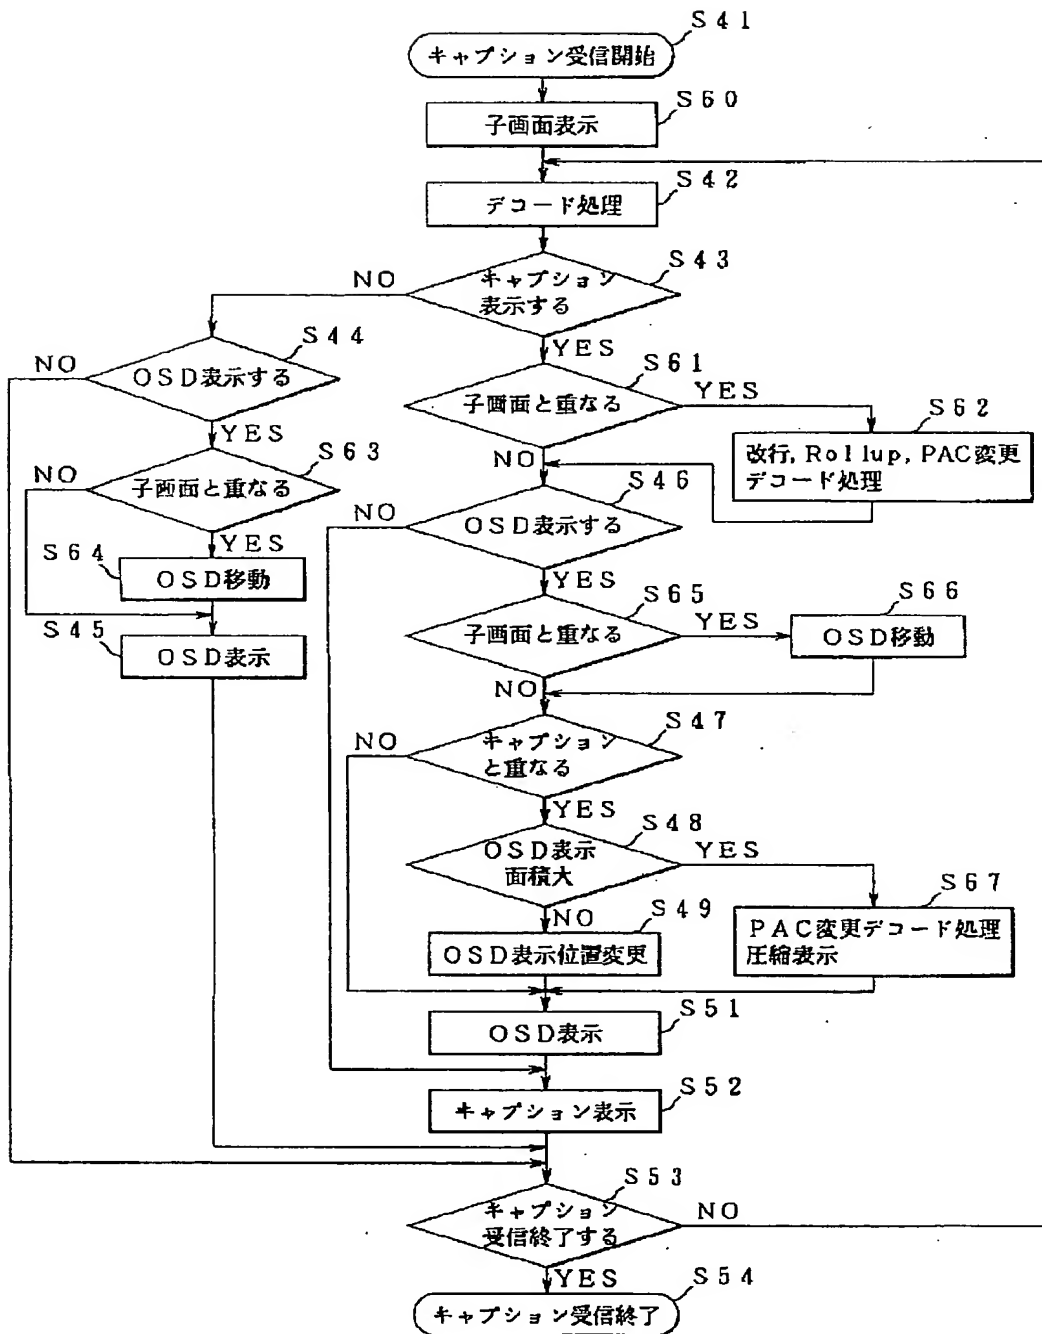 S41
キャプション受信開始
S60
子画面表示
S42
デコード処理
S43
キャプション
表示する
NO
YES
S44
OSD表示する
NO
YES
S61
子画面と重なる
YES
NO
S62
改行, Rollup, PAC変更
デコード処理
S63
子画面と重なる
NO
YES
S64
OSD移動
S45
OSD表示
S46
OSD表示する
NO
YES
S65
子画面と重なる
YES
NO
S66
OSD移動
S47
キャプション
と重なる
NO
YES
S48
OSD表示
面積大
YES
NO
S49
OSD表示位置変更
S67
PAC変更デコード処理
圧縮表示
S51
OSD表示
S52
キャプション表示
S53
キャプション
受信終了する
NO
YES
S54
キャプション受信終了